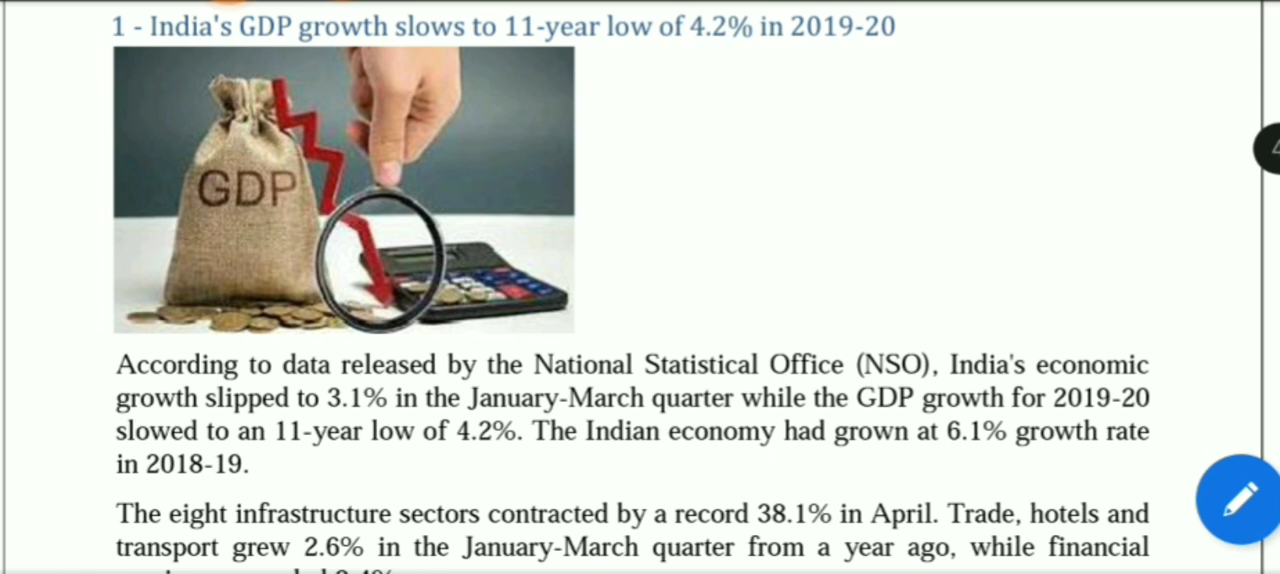 1 - India's GDP growth slows to 11-year low of 4.2% in 2019-20
GDP
According to data released by the National Statistical Office (NSO), India's economic
growth slipped to 3.1% in the January-March quarter while the GDP growth for 2019-20
slowed to an 11-year low of 4.2%. The Indian economy had grown at 6.1% growth rate
in 2018-19.
The eight infrastructure sectors contracted by a record 38.1% in April. Trade, hotels and
transport grew 2.6% in the January-March quarter from a year ago, while financial